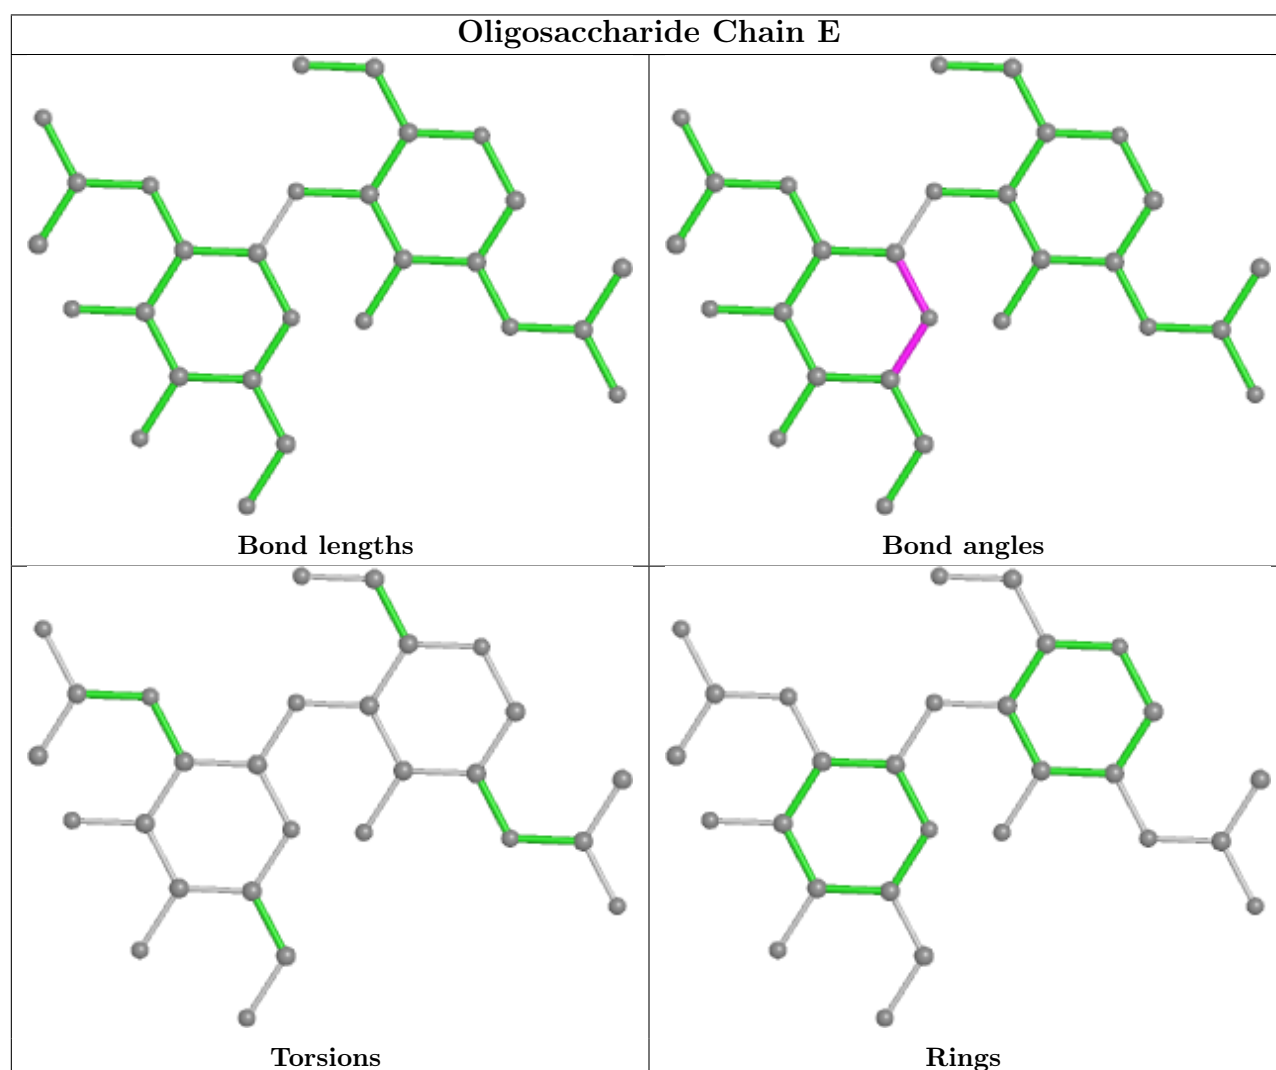 Oligosaccharide Chain E
Bond lengths
Bond angles
Torsions
Rings